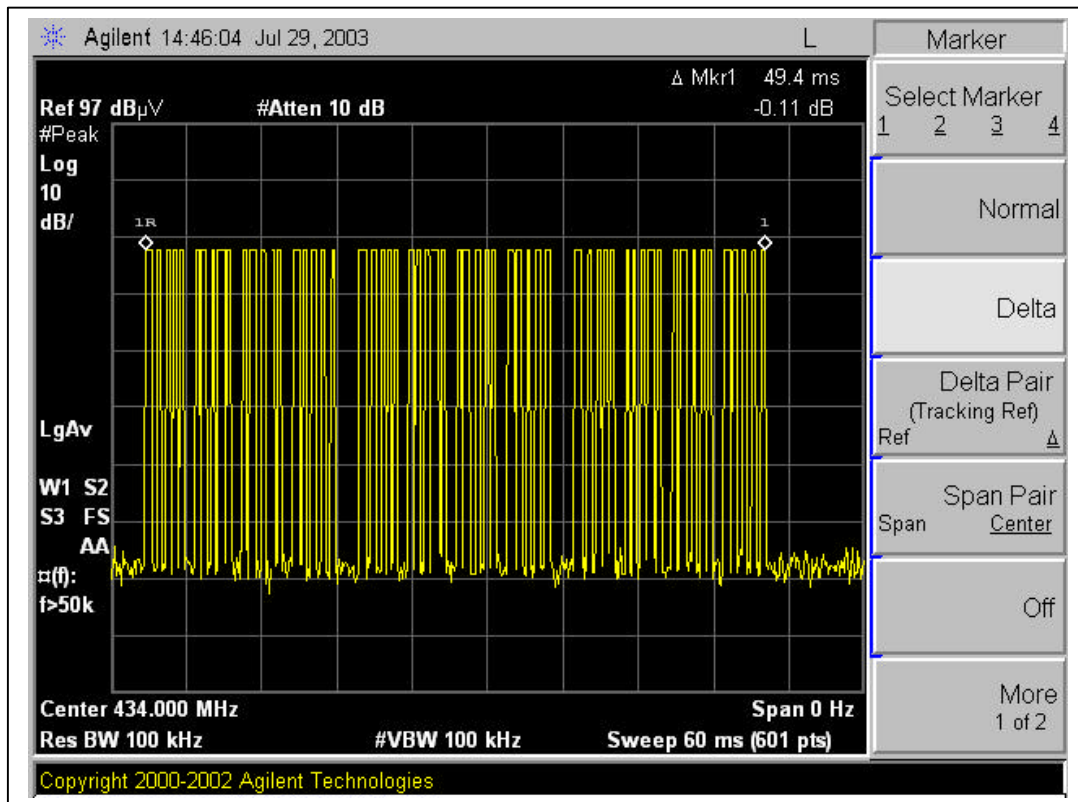 Agilent 14:46:04 Jul 29, 2003 L
Δ Mkr1 49.4 ms
Ref 97 dBµV #Atten 10 dB -0.11 dB
#Peak
Log
10
dB/
1R 1
LgAv
W1 S2
S3 FS
AA
¤(f):
f>50k
Center 434.000 MHz Span 0 Hz
Res BW 100 kHz #VBW 100 kHz Sweep 60 ms (601 pts)
Copyright 2000-2002 Agilent Technologies
Marker
Select Marker
1 2 3 4
Normal
Delta
Delta Pair
(Tracking Ref)
Ref Δ
Span Pair
Span Center
Off
More
1 of 2